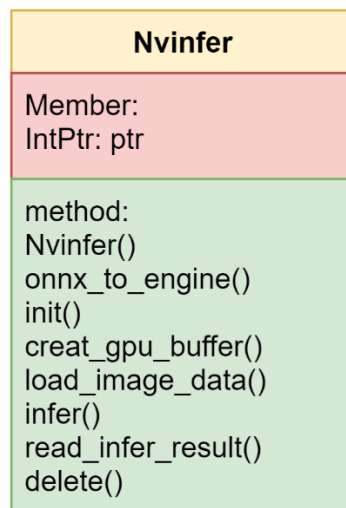 Nvinfer
Member:
IntPtr: ptr
method:
Nvinfer()
onnx_to_engine()
init()
creat_gpu_buffer()
load_image_data()
infer()
read_infer_result()
delete()